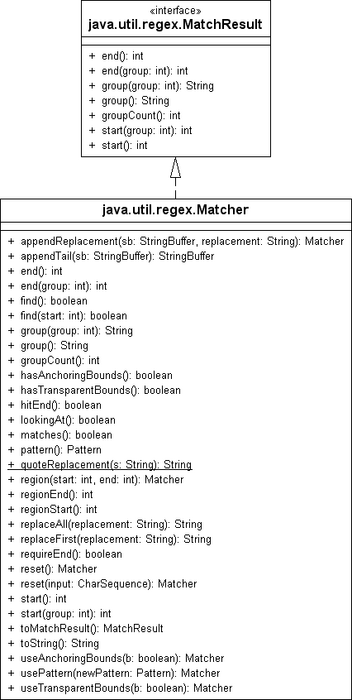 «interface»
java.util.regex.MatchResult
+ end(): int
+ end(group: int): int
+ group(group: int): String
+ group(): String
+ groupCount(): int
+ start(group: int): int
+ start(): int
java.util.regex.Matcher
+ appendReplacement(sb: StringBuffer, replacement: String): Matcher
+ appendTail(sb: StringBuffer): StringBuffer
+ end(): int
+ end(group: int): int
+ find(): boolean
+ find(start: int): boolean
+ group(group: int): String
+ group(): String
+ groupCount(): int
+ hasAnchoringBounds(): boolean
+ hasTransparentBounds(): boolean
+ hitEnd(): boolean
+ lookingAt(): boolean
+ matches(): boolean
+ pattern(): Pattern
+ quoteReplacement(s: String): String
+ region(start: int, end: int): Matcher
+ regionEnd(): int
+ regionStart(): int
+ replaceAll(replacement: String): String
+ replaceFirst(replacement: String): String
+ requireEnd(): boolean
+ reset(): Matcher
+ reset(input: CharSequence): Matcher
+ start(): int
+ start(group: int): int
+ toMatchResult(): MatchResult
+ toString(): String
+ useAnchoringBounds(b: boolean): Matcher
+ usePattern(newPattern: Pattern): Matcher
+ useTransparentBounds(b: boolean): Matcher